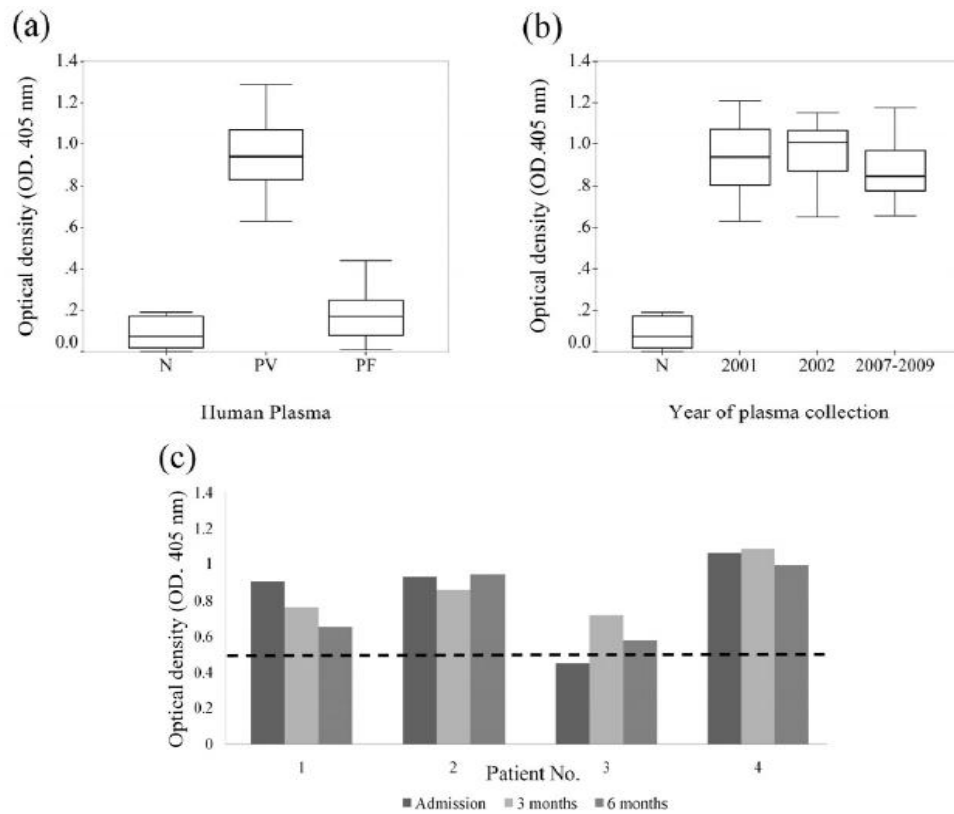 (a)
Optical density (OD. 405 nm)
1.4
1.2
1.0
.8
.6
.4
.2
0.0
N PV PF
Human Plasma
(b)
Optical density (OD.405 nm)
1.4
1.2
1.0
.8
.6
.4
.2
0.0
N 2001 2002 2007-2009
Year of plasma collection
(c)
Optical density (OD. 405 nm)
1.4
1.2
1
0.8
0.6
0.4
0.2
0
1 2 3 4
Patient No.
Admission 3 months 6 months